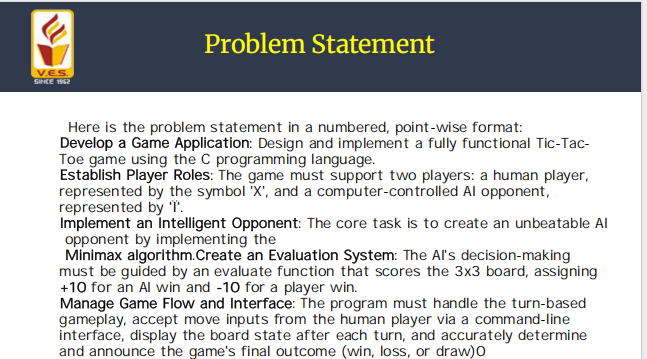 V.E.S.
SINCE 1962
Problem Statement
Here is the problem statement in a numbered, point-wise format:
Develop a Game Application: Design and implement a fully functional Tic-Tac-
Toe game using the C programming language.
Establish Player Roles: The game must support two players: a human player,
represented by the symbol 'X', and a computer-controlled AI opponent,
represented by 'Ï'.
Implement an Intelligent Opponent: The core task is to create an unbeatable AI
opponent by implementing the
Minimax algorithm.Create an Evaluation System: The AI's decision-making
must be guided by an evaluate function that scores the 3x3 board, assigning
+10 for an AI win and -10 for a player win.
Manage Game Flow and Interface: The program must handle the turn-based
gameplay, accept move inputs from the human player via a command-line
interface, display the board state after each turn, and accurately determine
and announce the game's final outcome (win, loss, or draw)0